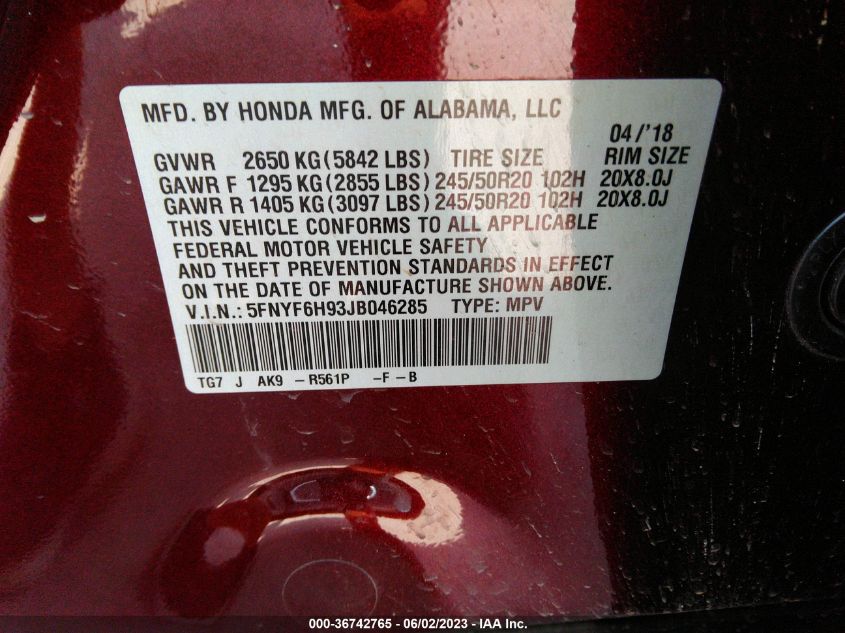 MFD. BY HONDA MFG. OF ALABAMA, LLC
04/'18
GVWR 2650 KG(5842 LBS) TIRE SIZE RIM SIZE
GAWR F 1295 KG(2855 LBS) 245/50R20 102H 20X8.0J
GAWR R 1405 KG(3097 LBS) 245/50R20 102H 20X8.0J
THIS VEHICLE CONFORMS TO ALL APPLICABLE
FEDERAL MOTOR VEHICLE SAFETY
AND THEFT PREVENTION STANDARDS IN EFFECT
ON THE DATE OF MANUFACTURE SHOWN ABOVE.
V.I.N.: 5FNYF6H93JB046285 TYPE: MPV
TG7 J AK9 -R561P -F-B
000-36742765 - 06/02/2023 - IAA Inc.